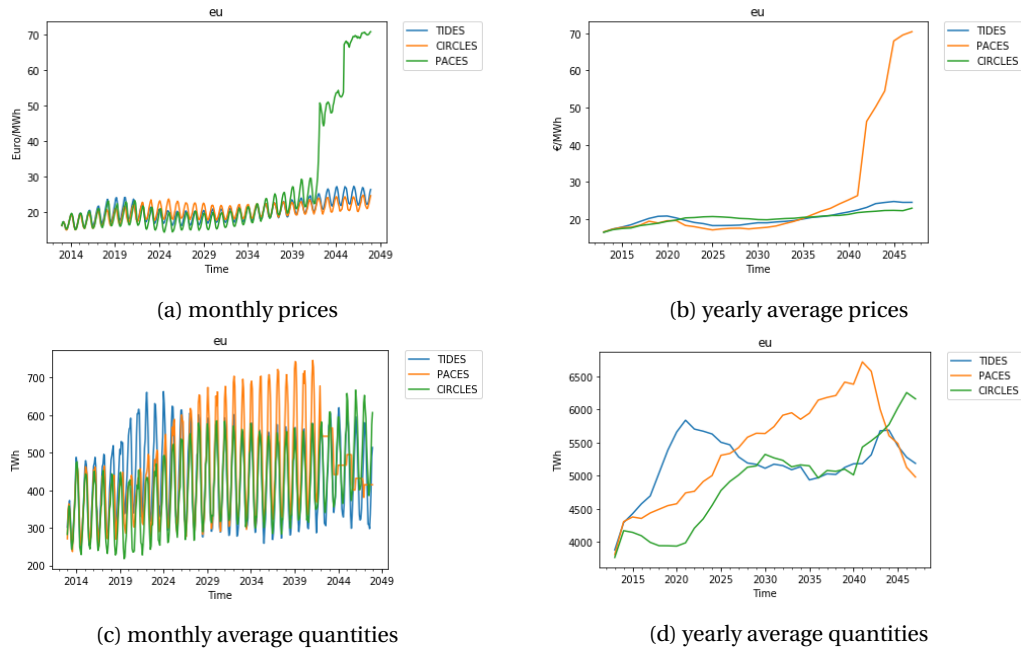 eu
70
60
50
40
30
20
Euro/MWh
2014 2019 2024 2029 2034 2039 2044 2049
Time
TIDES
CIRCLES
PACES
(a) monthly prices
eu
70
60
50
40
30
20
€/MWh
2015 2020 2025 2030 2035 2040 2045
Time
TIDES
PACES
CIRCLES
(b) yearly average prices
eu
700
600
500
400
300
200
TWh
2014 2019 2024 2029 2034 2039 2044 2049
Time
TIDES
PACES
CIRCLES
(c) monthly average quantities
eu
6500
6000
5500
5000
4500
4000
TWh
2015 2020 2025 2030 2035 2040 2045
Time
TIDES
PACES
CIRCLES
(d) yearly average quantities